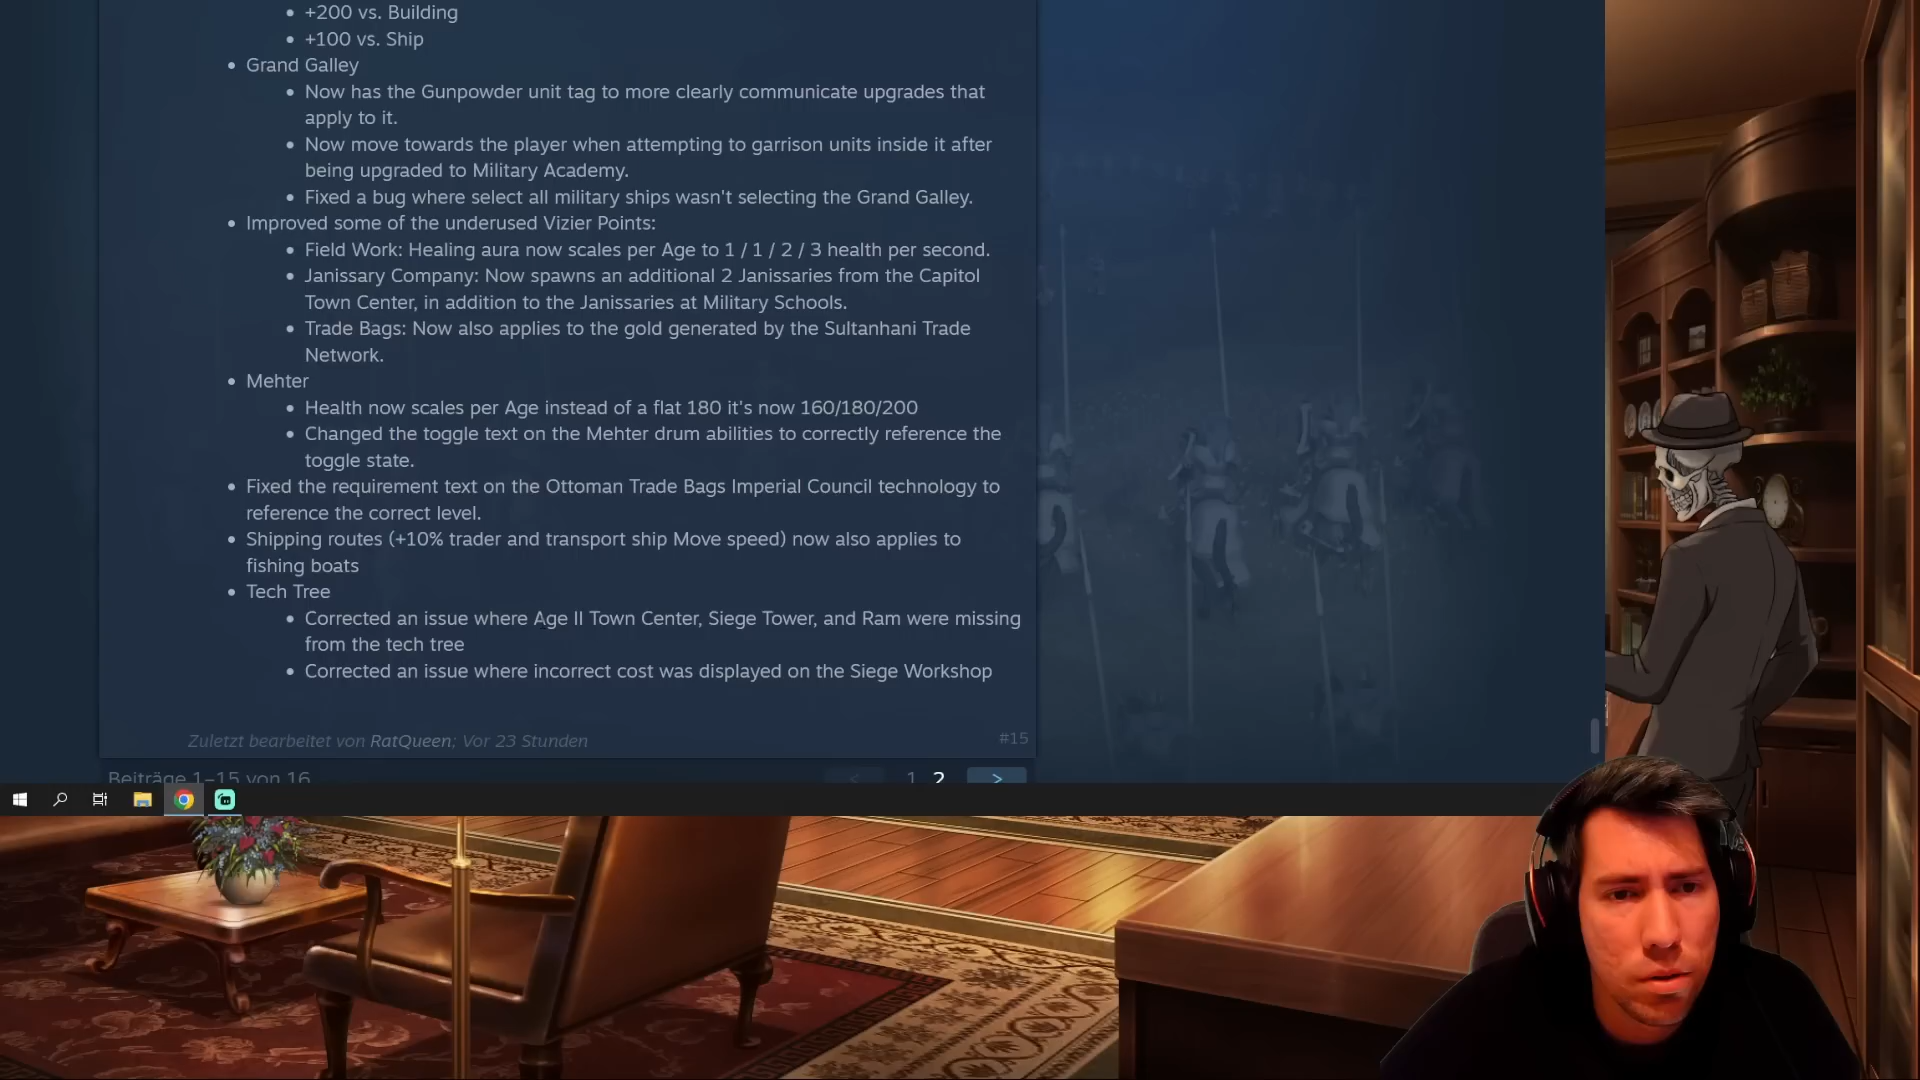 +200 vs. Building
+100 vs. Ship
Grand Galley
Now has the Gunpowder unit tag to more clearly communicate upgrades that
apply to it.
Now move towards the player when attempting to garrison units inside it after
being upgraded to Military Academy.
Fixed a bug where select all military ships wasn't selecting the Grand Galley.
Improved some of the underused Vizier Points:
Field Work: Healing aura now scales per Age to 1 / 1 / 2 / 3 health per second.
Janissary Company: Now spawns an additional 2 Janissaries from the Capitol
Town Center, in addition to the Janissaries at Military Schools.
Trade Bags: Now also applies to the gold generated by the Sultanhani Trade
Network.
Mehter
Health now scales per Age instead of a flat 180 it's now 160/180/200
Changed the toggle text on the Mehter drum abilities to correctly reference the
toggle state.
Fixed the requirement text on the Ottoman Trade Bags Imperial Council technology to
reference the correct level.
Shipping routes (+10% trader and transport ship Move speed) now also applies to
fishing boats
Tech Tree
Corrected an issue where Age II Town Center, Siege Tower, and Ram were missing
from the tech tree
Corrected an issue where incorrect cost was displayed on the Siege Workshop
Zuletzt bearbeitet von RatQueen; Vor 23 Stunden #15
Beiträge 1–15 von 16 < 1 2 >